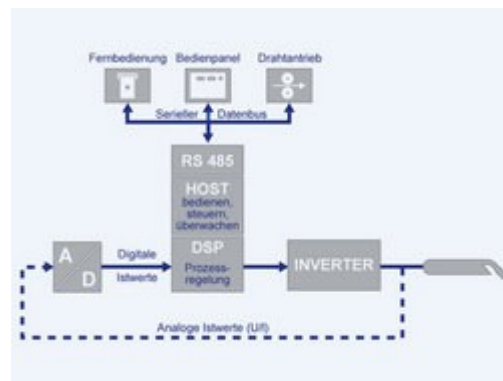 Fernbedienung Bedienpanel Drahtantrieb
Serieller Datenbus
RS 485
HOST
bedienen,
steuern,
überwachen
DSP
Prozess-
regelung
A
D
Digitale
Istwerte
INVERTER
Analoge Istwerte (U/I)